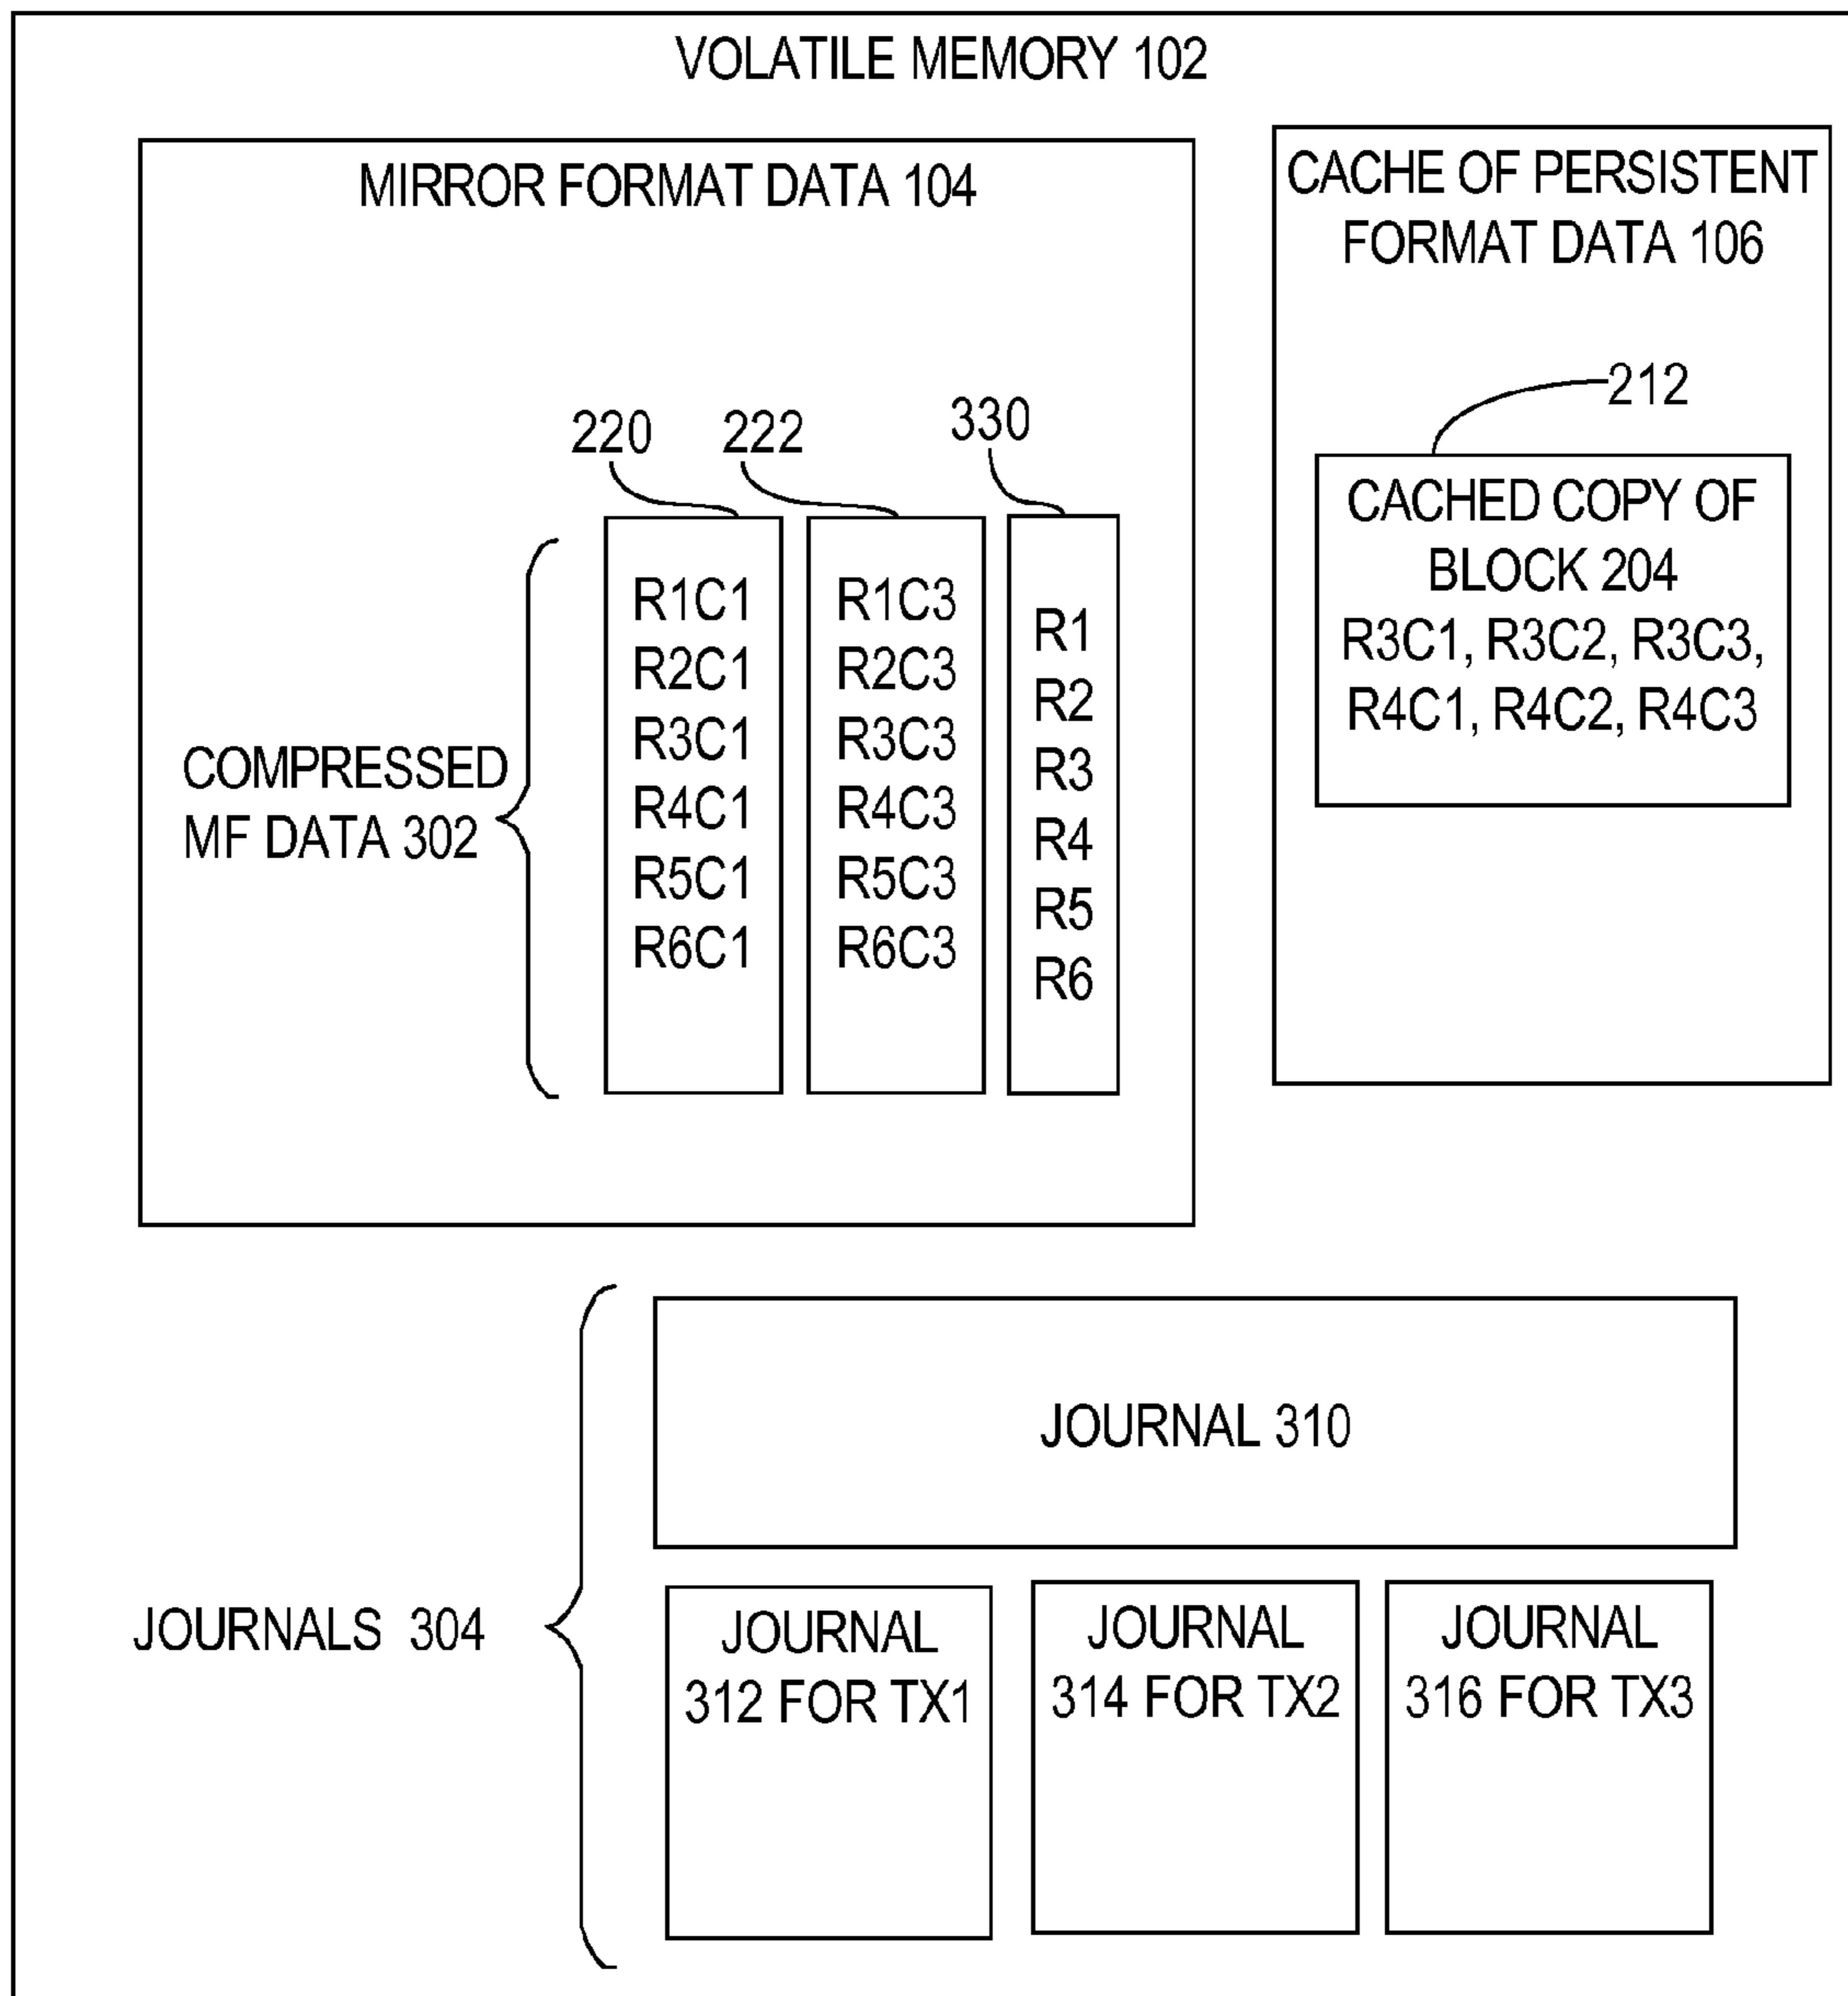 VOLATILE MEMORY 102
MIRROR FORMAT DATA 104
220
222
330
COMPRESSED
MF DATA 302
R1C1
R2C1
R3C1
R4C1
R5C1
R6C1
R1C3
R2C3
R3C3
R4C3
R5C3
R6C3
R1
R2
R3
R4
R5
R6
CACHE OF PERSISTENT
FORMAT DATA 106
212
CACHED COPY OF
BLOCK 204
R3C1, R3C2, R3C3,
R4C1, R4C2, R4C3
JOURNALS 304
JOURNAL 310
JOURNAL
312 FOR TX1
JOURNAL
314 FOR TX2
JOURNAL
316 FOR TX3